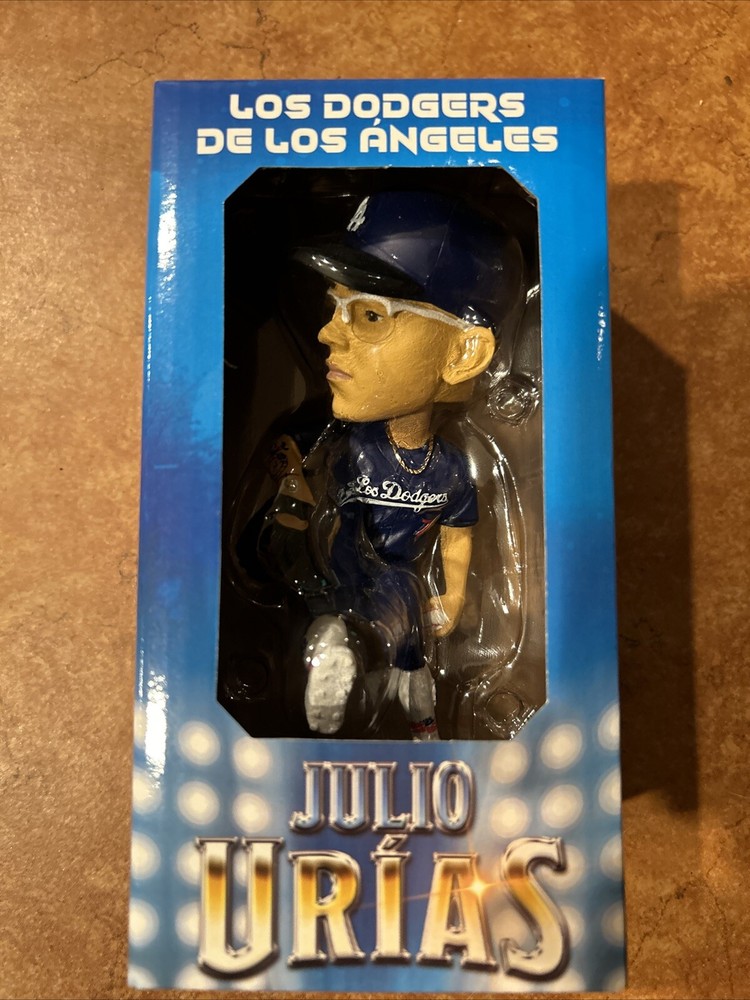 LOS DODGERS
DE LOS ÁNGELES
Los Dodgers
JULIO
URÍAS